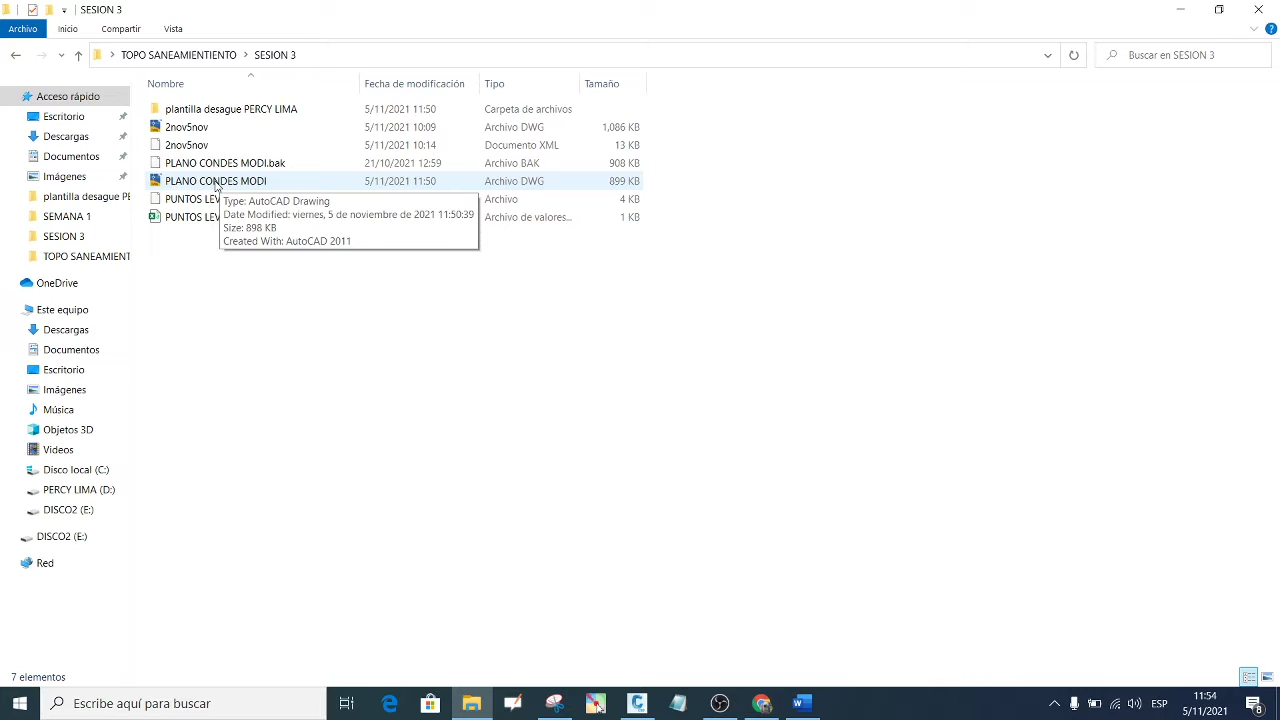 SESION 3
Archivo Inicio Compartir Vista
TOPO SANEAMIENTIENTO SESION 3
Buscar en SESION 3
Nombre Fecha de modificación Tipo Tamaño
plantilla desague PERCY LIMA 5/11/2021 11:50 Carpeta de archivos
2nov5nov 5/11/2021 10:09 Archivo DWG 1,086 KB
2nov5nov 5/11/2021 10:14 Documento XML 13 KB
PLANO CONDES MODI.bak 21/10/2021 12:59 Archivo BAK 908 KB
PLANO CONDES MODI 5/11/2021 11:50 Archivo DWG 899 KB
PUNTOS LEV Archivo 4 KB
PUNTOS LEV Archivo de valores... 1 KB
Type: AutoCAD Drawing
Date Modified: viernes, 5 de noviembre de 2021 11:50:39
Size: 898 KB
Created With: AutoCAD 2011
Acceso rápido
Escritorio
Descargas
Documentos
Imágenes
plantilla desague PE
SEMANA 1
SESION 3
TOPO SANEAMIENT
OneDrive
Este equipo
Descargas
Documentos
Escritorio
Imágenes
Música
Objetos 3D
Videos
Disco local (C:)
PERCY LIMA (D:)
DISCO2 (E:)
DISCO2 (E:)
Red
7 elementos
Escribe aquí para buscar
ESP
11:54
5/11/2021
8